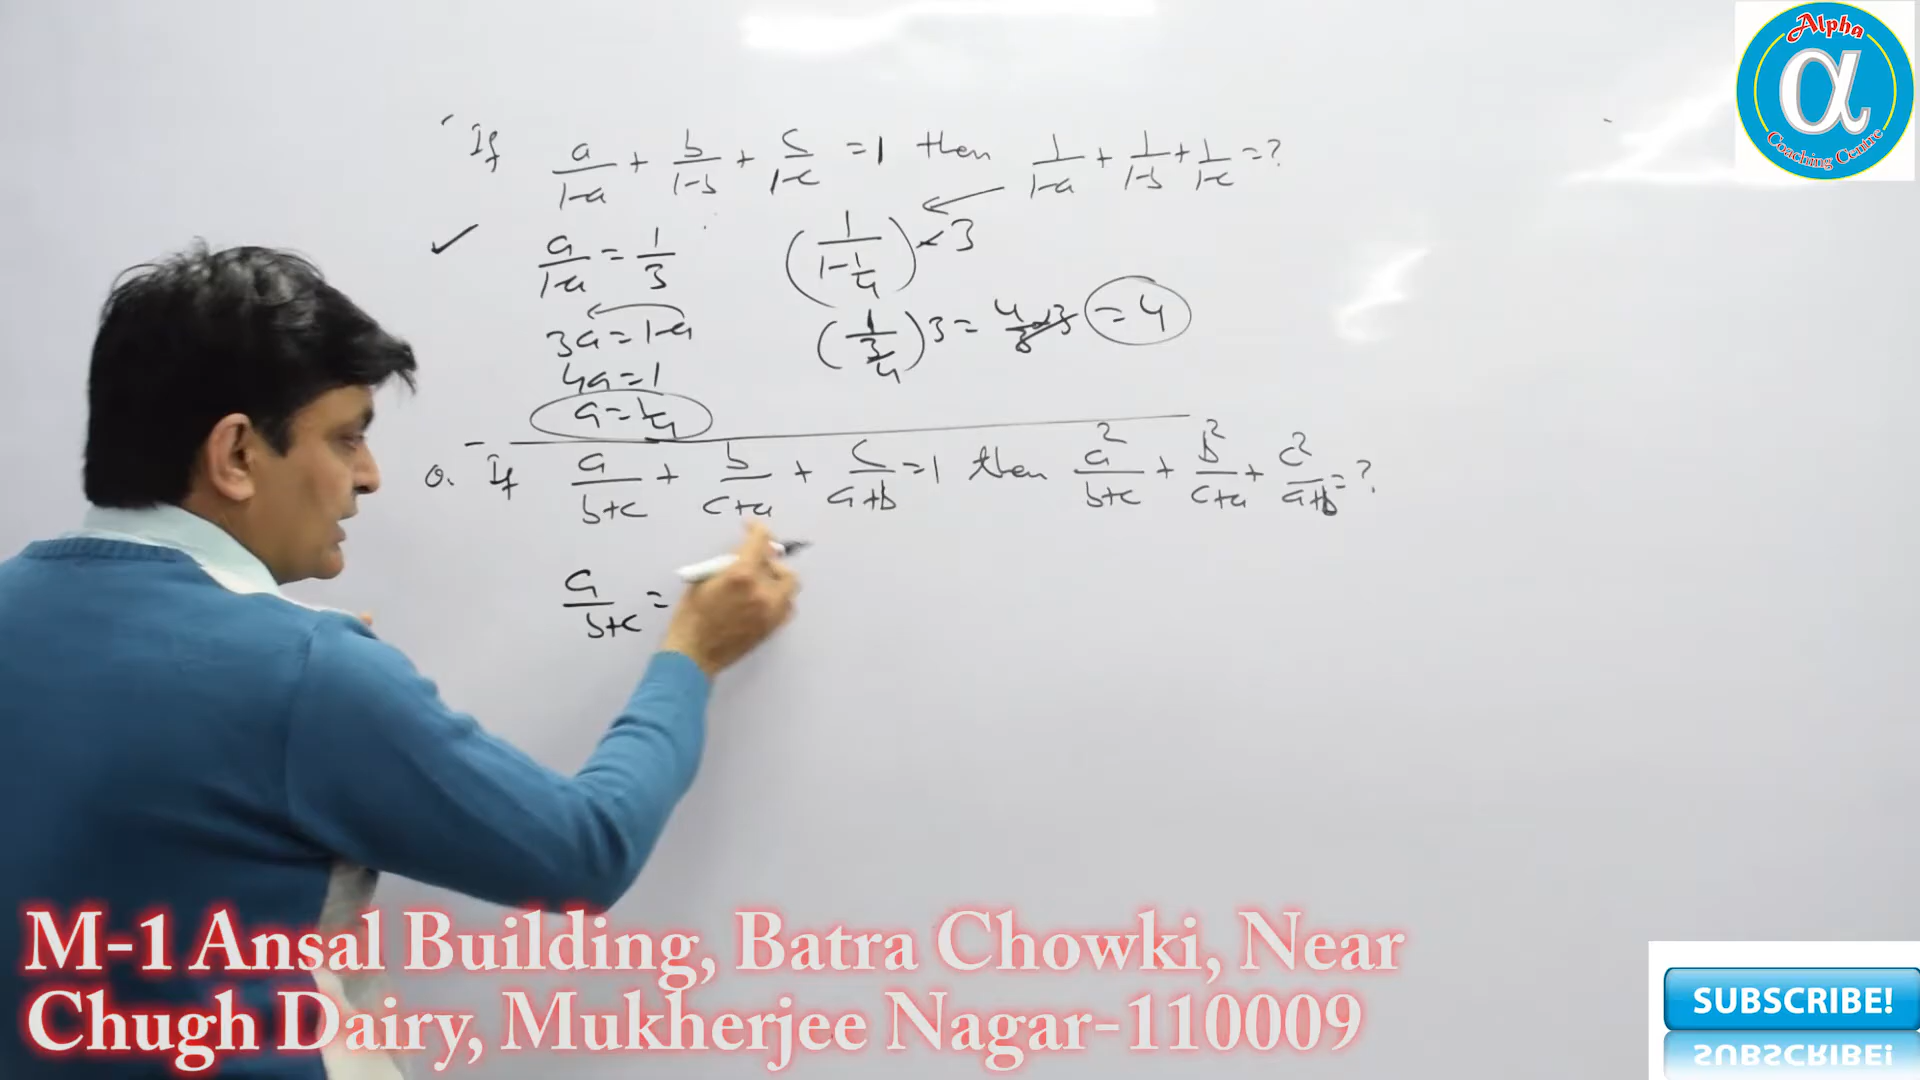 Alpha
α
Coaching Centre
If a/(1-a) + b/(1-b) + c/(1-c) = 1 then 1/(1-a) + 1/(1-b) + 1/(1-c) = ?
a/(1-a) = 1/3
(1/(1-1/4)) × 3
3a = 1-a
(1/(3/4)) 3 = 4/3 × 3 = 4
4a = 1
a = 1/4
Q. If a/(b+c) + b/(c+a) + c/(a+b) = 1 then a²/(b+c) + b²/(c+a) + c²/(a+b) = ?
a/(b+c) =
M-1 Ansal Building, Batra Chowki, Near
Chugh Dairy, Mukherjee Nagar-110009
SUBSCRIBE!